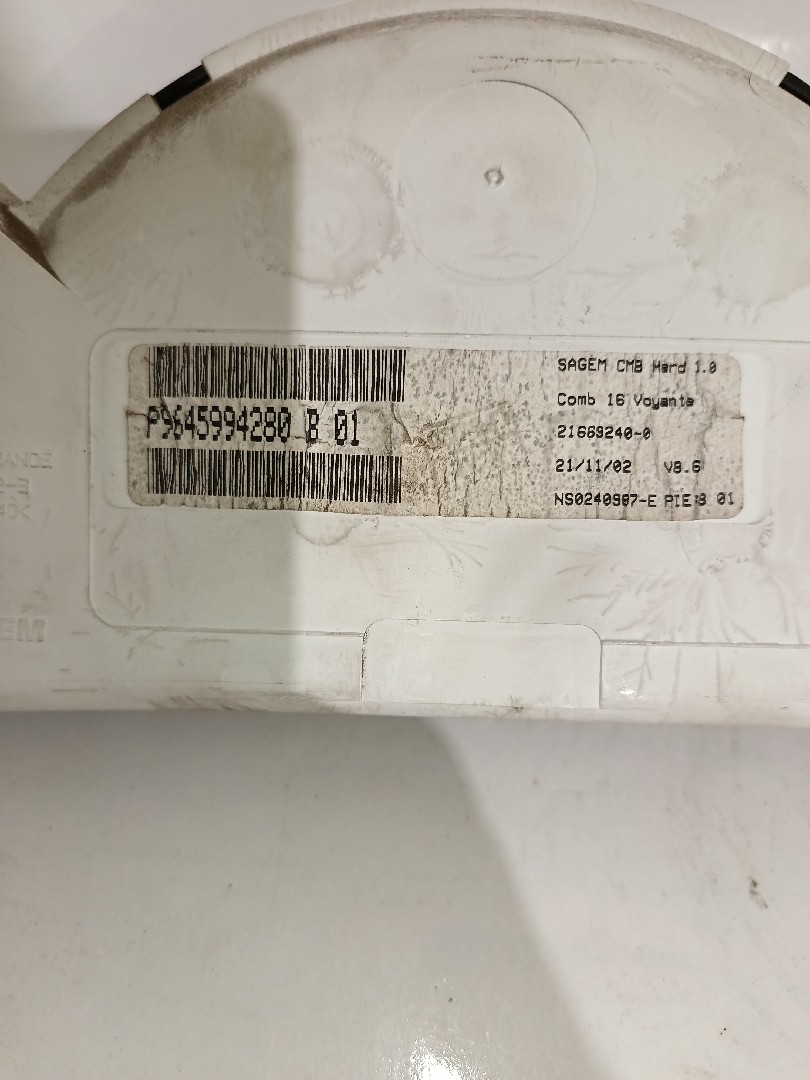 P9645994280 B 01
SAGEM CMB Hard 1.0
Comb 16 Voyants
21669240-0
21/11/02 V8.6
NS0240987-E PIE:B 01